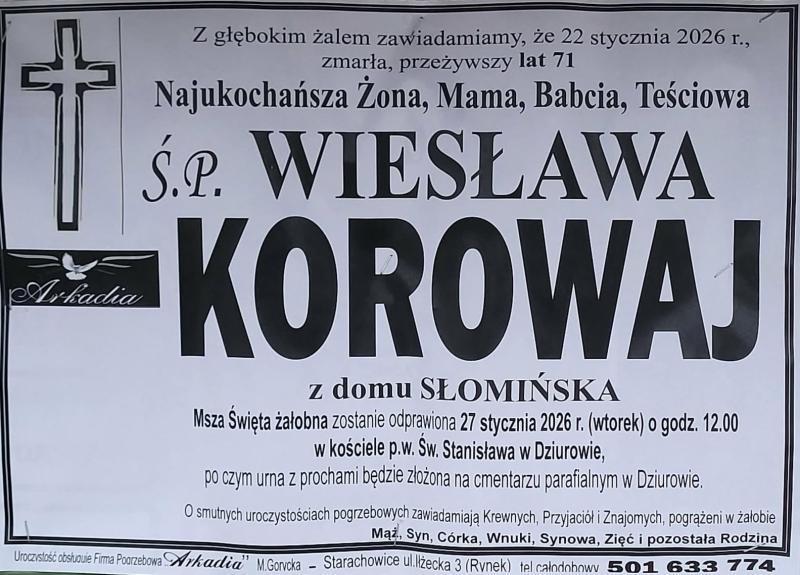 Z głębokim żalem zawiadamiamy, że 22 stycznia 2026 r.,
zmarła, przeżywszy lat 71
Najukochańsza Żona, Mama, Babcia, Teściowa
Ś.P. WIESŁAWA
KOROWAJ
Arkadia
z domu SŁOMIŃSKA
Msza Święta żałobna zostanie odprawiona 27 stycznia 2026 r. (wtorek) o godz. 12.00
w kościele p.w. Św. Stanisława w Dziurowie,
po czym urna z prochami będzie złożona na cmentarzu parafialnym w Dziurowie.
O smutnych uroczystościach pogrzebowych zawiadamiają Krewnych, Przyjaciół i Znajomych, pogrążeni w żałobie
Mąż, Syn, Córka, Wnuki, Synowa, Zięć i pozostała Rodzina
Uroczystość obsługuje Firma Pogrzebowa "Arkadia" M.Gorycka – Starachowice ul.Iłżecka 3 (Rynek) tel.całodobowy 501 633 774